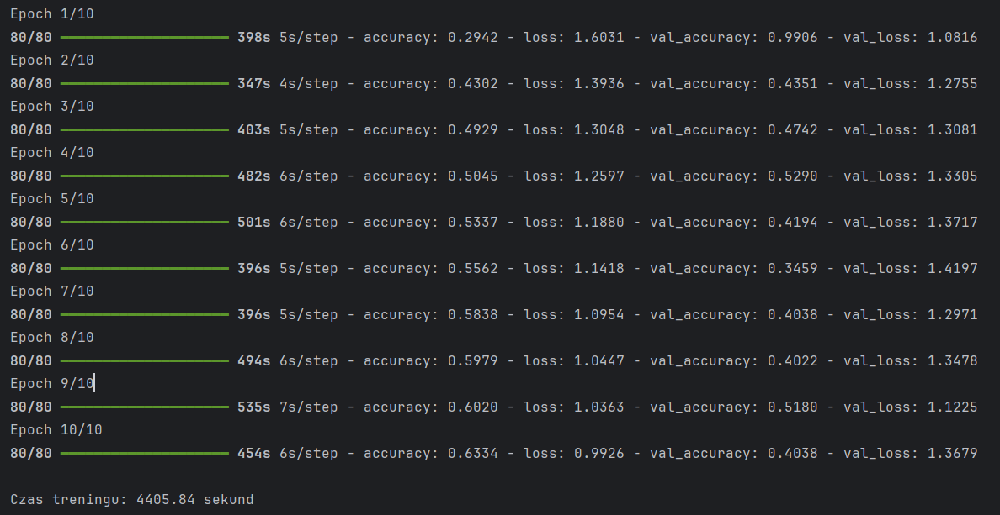 Epoch 1/10
80/80 ━━━━━━━━━━━━━━━━━━━━ 398s 5s/step - accuracy: 0.2942 - loss: 1.6031 - val_accuracy: 0.9906 - val_loss: 1.0816
Epoch 2/10
80/80 ━━━━━━━━━━━━━━━━━━━━ 347s 4s/step - accuracy: 0.4302 - loss: 1.3936 - val_accuracy: 0.4351 - val_loss: 1.2755
Epoch 3/10
80/80 ━━━━━━━━━━━━━━━━━━━━ 403s 5s/step - accuracy: 0.4929 - loss: 1.3048 - val_accuracy: 0.4742 - val_loss: 1.3081
Epoch 4/10
80/80 ━━━━━━━━━━━━━━━━━━━━ 482s 6s/step - accuracy: 0.5045 - loss: 1.2597 - val_accuracy: 0.5290 - val_loss: 1.3305
Epoch 5/10
80/80 ━━━━━━━━━━━━━━━━━━━━ 501s 6s/step - accuracy: 0.5337 - loss: 1.1880 - val_accuracy: 0.4194 - val_loss: 1.3717
Epoch 6/10
80/80 ━━━━━━━━━━━━━━━━━━━━ 396s 5s/step - accuracy: 0.5562 - loss: 1.1418 - val_accuracy: 0.3459 - val_loss: 1.4197
Epoch 7/10
80/80 ━━━━━━━━━━━━━━━━━━━━ 396s 5s/step - accuracy: 0.5838 - loss: 1.0954 - val_accuracy: 0.4038 - val_loss: 1.2971
Epoch 8/10
80/80 ━━━━━━━━━━━━━━━━━━━━ 494s 6s/step - accuracy: 0.5979 - loss: 1.0447 - val_accuracy: 0.4022 - val_loss: 1.3478
Epoch 9/10
80/80 ━━━━━━━━━━━━━━━━━━━━ 535s 7s/step - accuracy: 0.6020 - loss: 1.0363 - val_accuracy: 0.5180 - val_loss: 1.1225
Epoch 10/10
80/80 ━━━━━━━━━━━━━━━━━━━━ 454s 6s/step - accuracy: 0.6334 - loss: 0.9926 - val_accuracy: 0.4038 - val_loss: 1.3679
Czas treningu: 4405.84 sekund